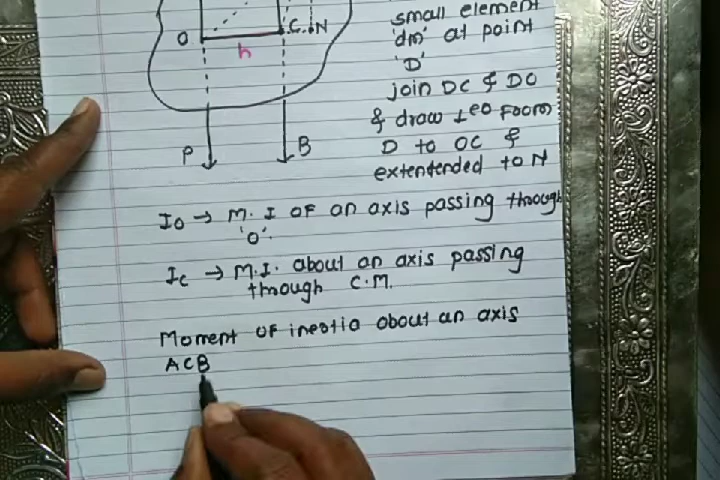 small element
'dm' at point
'D'
O
C
N
h
join DC & DO
& draw from
D to OC &
extentended to N
P
B
Io → M. I of an axis passing through
'O'.
Ic → M.I. about an axis passing
through C.M.
Moment of inertia about an axis
ACB